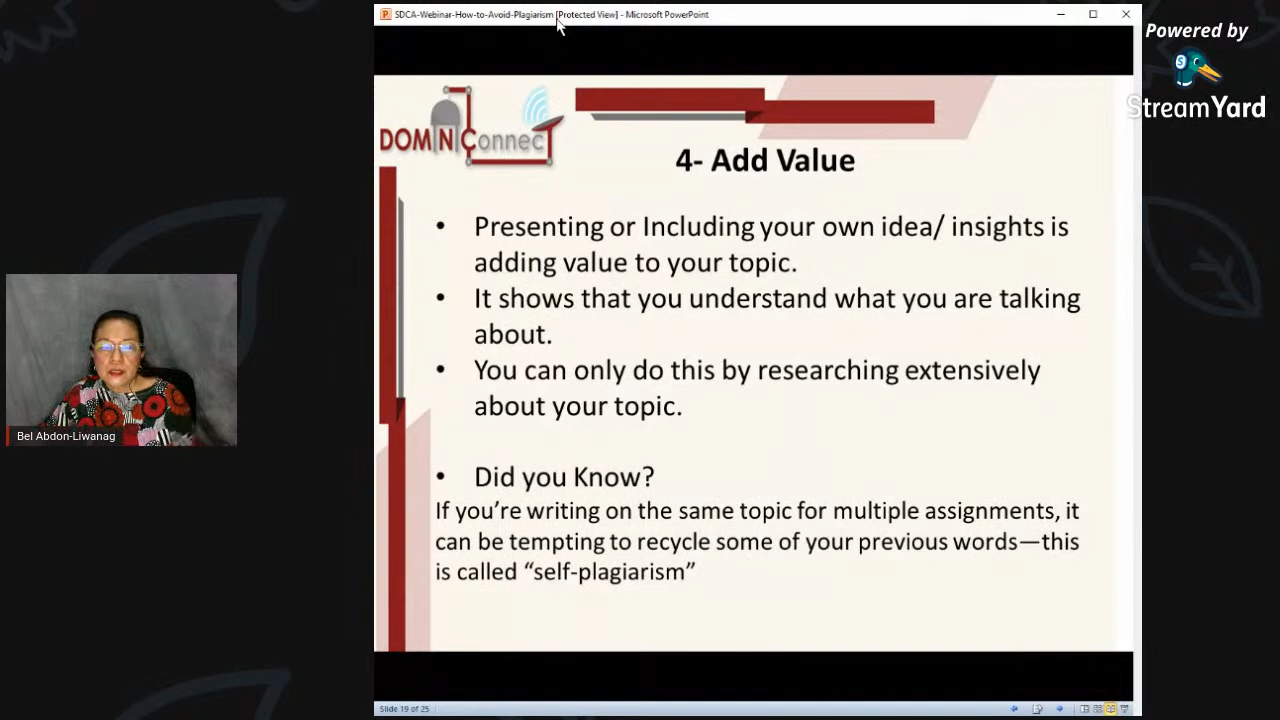 SDCA-Webinar-How-to-Avoid-Plagiarism [Protected View] - Microsoft PowerPoint
Powered by
StreamYard
DOMINConnecT
4- Add Value
• Presenting or Including your own idea/ insights is
adding value to your topic.
• It shows that you understand what you are talking
about.
• You can only do this by researching extensively
about your topic.
• Did you Know?
If you’re writing on the same topic for multiple assignments, it
can be tempting to recycle some of your previous words—this
is called “self-plagiarism”
Bel Abdon-Liwanag
Slide 19 of 25